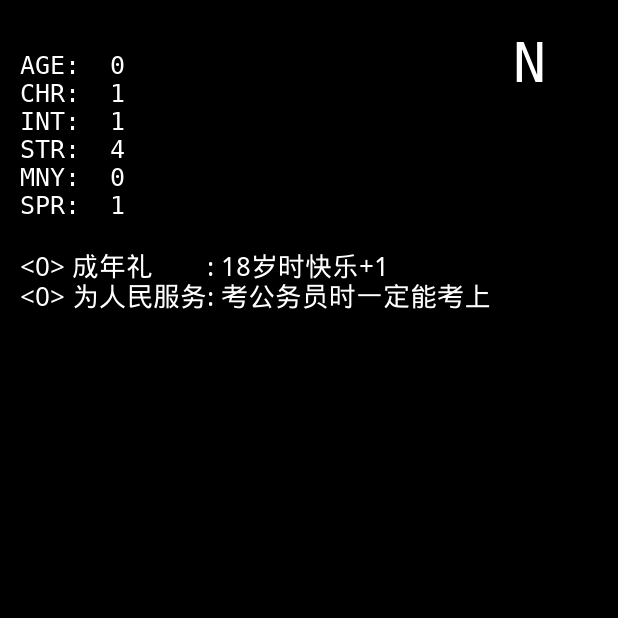 N
AGE: 0
CHR: 1
INT: 1
STR: 4
MNY: 0
SPR: 1
<0> 成年礼 : 18岁时快乐+1
<0> 为人民服务: 考公务员时一定能考上